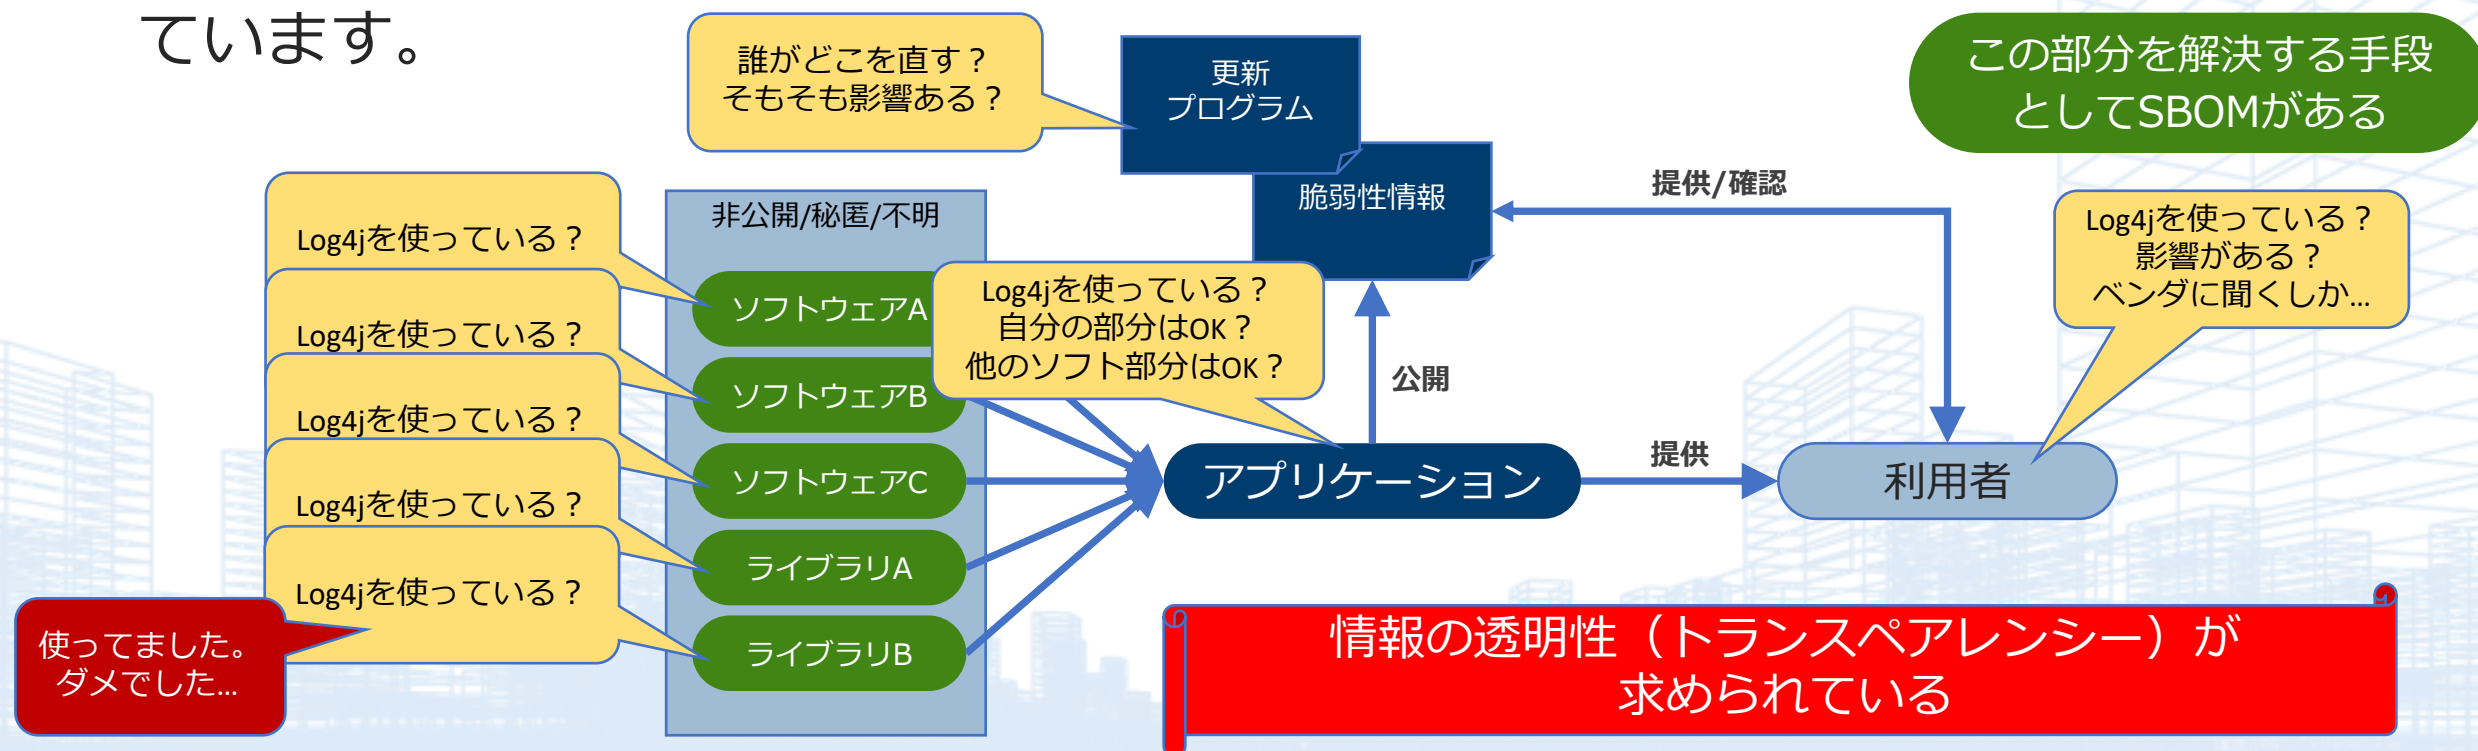 ています。
誰がどこを直す？
そもそも影響ある？
更新
プログラム
この部分を解決する手段
としてSBOMがある
脆弱性情報
提供/確認
非公開/秘匿/不明
Log4jを使っている？
影響がある？
ベンダに聞くしか...
Log4jを使っている？
ソフトウェアA
Log4jを使っている？
自分の部分はOK？
他のソフト部分はOK？
Log4jを使っている？
ソフトウェアB
公開
Log4jを使っている？
ソフトウェアC
アプリケーション
提供
利用者
Log4jを使っている？
ライブラリA
Log4jを使っている？
ライブラリB
使ってました。
ダメでした...
情報の透明性（トランスペアレンシー）が
求められている